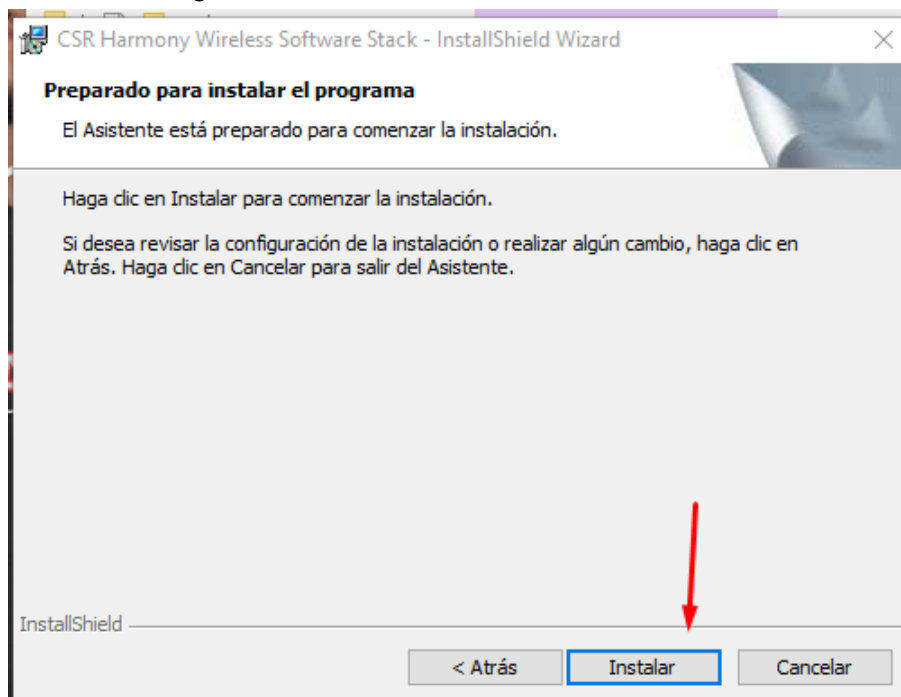 CSR Harmony Wireless Software Stack - InstallShield Wizard
Preparado para instalar el programa
El Asistente está preparado para comenzar la instalación.
Haga clic en Instalar para comenzar la instalación.
Si desea revisar la configuración de la instalación o realizar algún cambio, haga clic en
Atrás. Haga clic en Cancelar para salir del Asistente.
InstallShield
< Atrás
Instalar
Cancelar